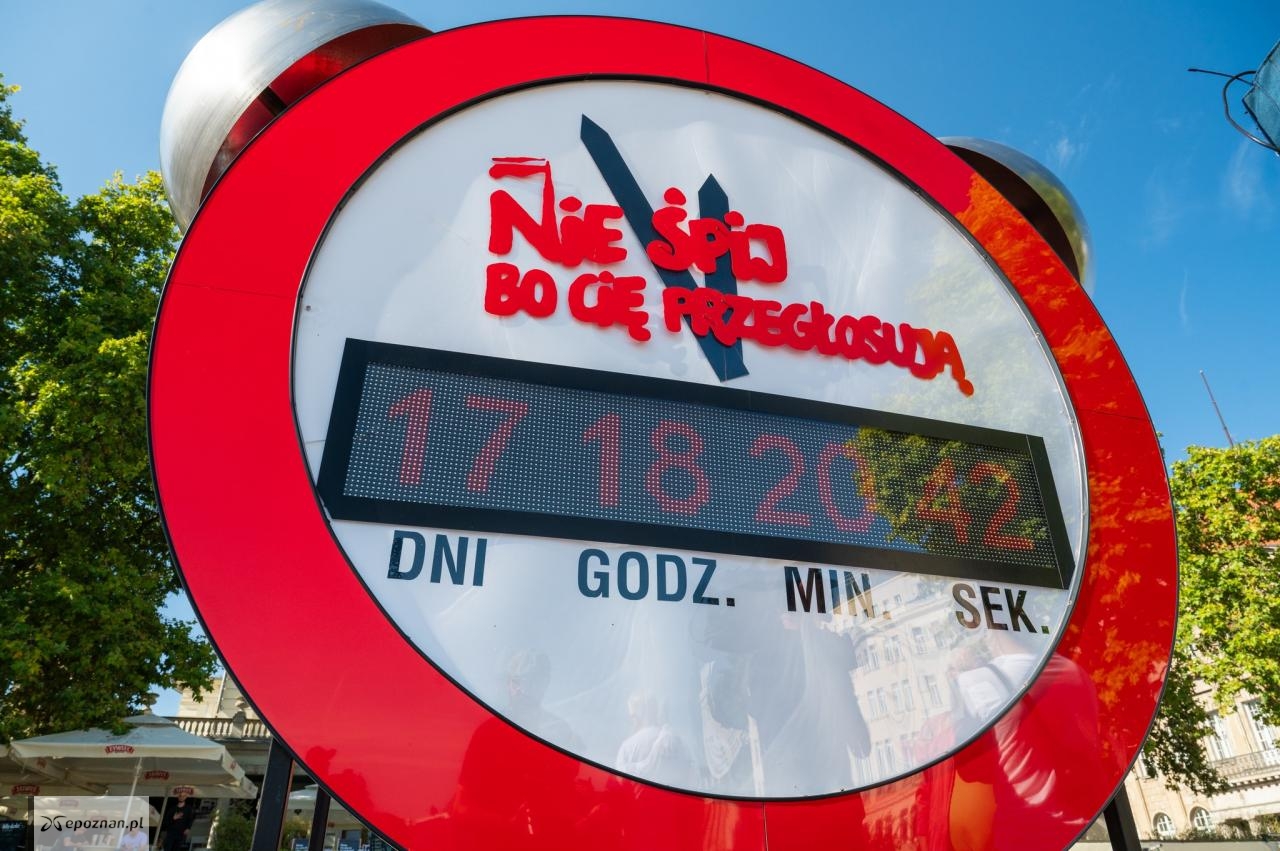 NiE ŚPiJ
BO CiĘ PRZEGŁOSUJĄ
17 18 20 42
DNI GODZ. MIN. SEK.
epoznan.pl